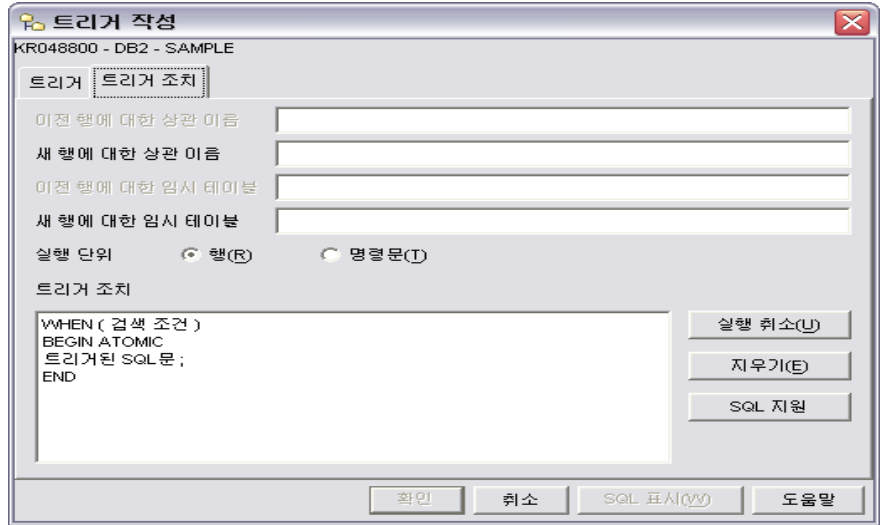 트리거 작성
KR048800 - DB2 - SAMPLE
트리거 트리거 조치
이전 행에 대한 상관 이름
새 행에 대한 상관 이름
이전 행에 대한 임시 테이블
새 행에 대한 임시 테이블
실행 단위 행(R) 명령문(T)
트리거 조치
WHEN ( 검색 조건 )
BEGIN ATOMIC
트리거된 SQL문 ;
END
실행 취소(U)
지우기(E)
SQL 지원
확인 취소 SQL 표시(W) 도움말